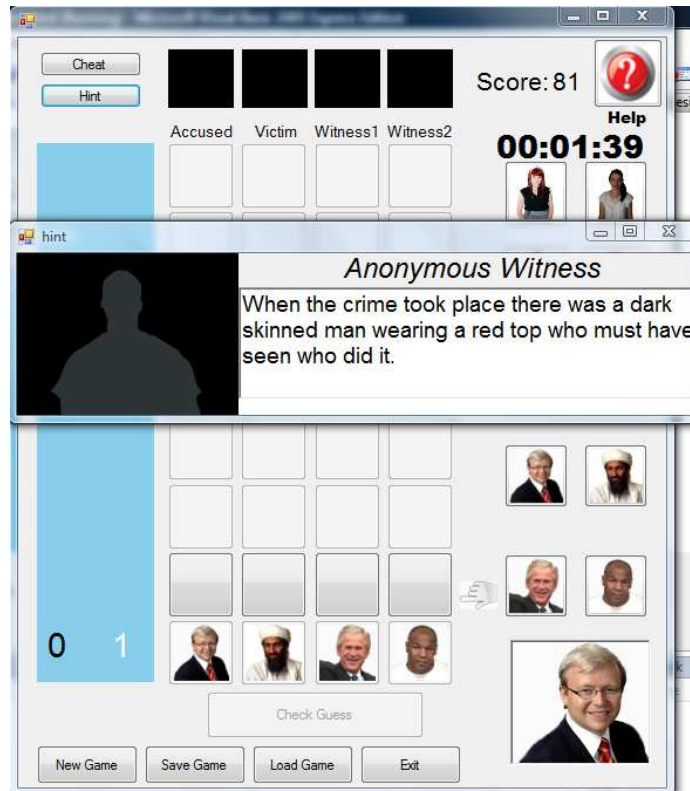 Cheat
Hint
Score: 81
Help
Accused Victim Witness1 Witness2
00:01:39
hint
Anonymous Witness
When the crime took place there was a dark
skinned man wearing a red top who must have
seen who did it.
0 1
Check Guess
New Game Save Game Load Game Exit